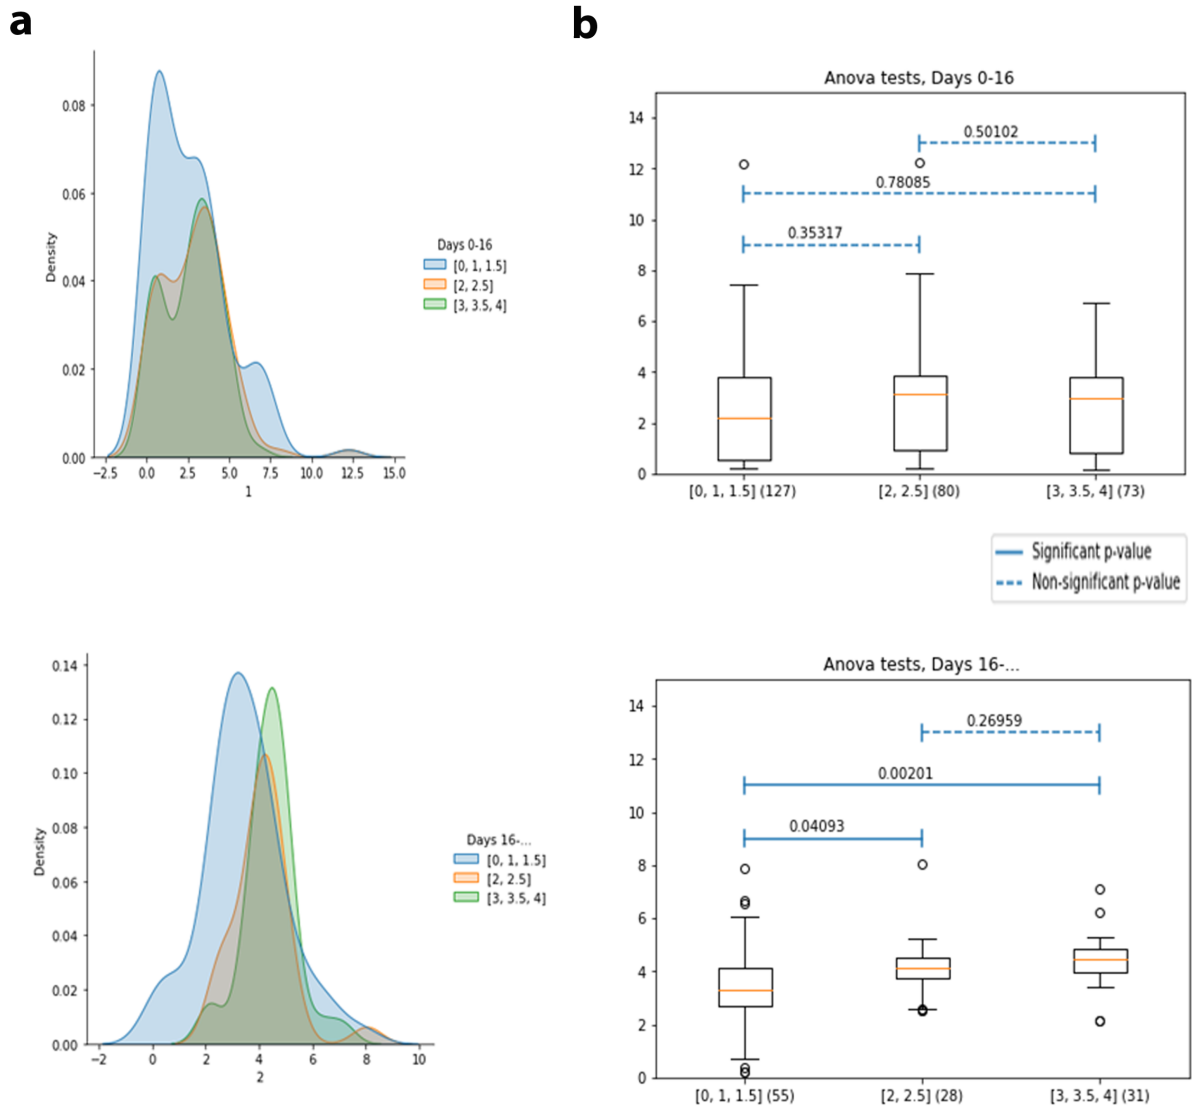 a
b
0.08
0.06
0.04
0.02
0.00
Density
−2.5 0.0 2.5 5.0 7.5 10.0 12.5 15.0
1
Days 0-16
[0, 1, 1.5]
[2, 2.5]
[3, 3.5, 4]
Anova tests, Days 0-16
14
12
10
8
6
4
2
0
0.50102
0.78085
0.35317
[0, 1, 1.5] (127) [2, 2.5] (80) [3, 3.5, 4] (73)
Significant p-value
Non-significant p-value
0.14
0.12
0.10
0.08
0.06
0.04
0.02
0.00
Density
−2 0 2 4 6 8 10
2
Days 16-...
[0, 1, 1.5]
[2, 2.5]
[3, 3.5, 4]
Anova tests, Days 16-...
14
12
10
8
6
4
2
0
0.26959
0.00201
0.04093
[0, 1, 1.5] (55) [2, 2.5] (28) [3, 3.5, 4] (31)